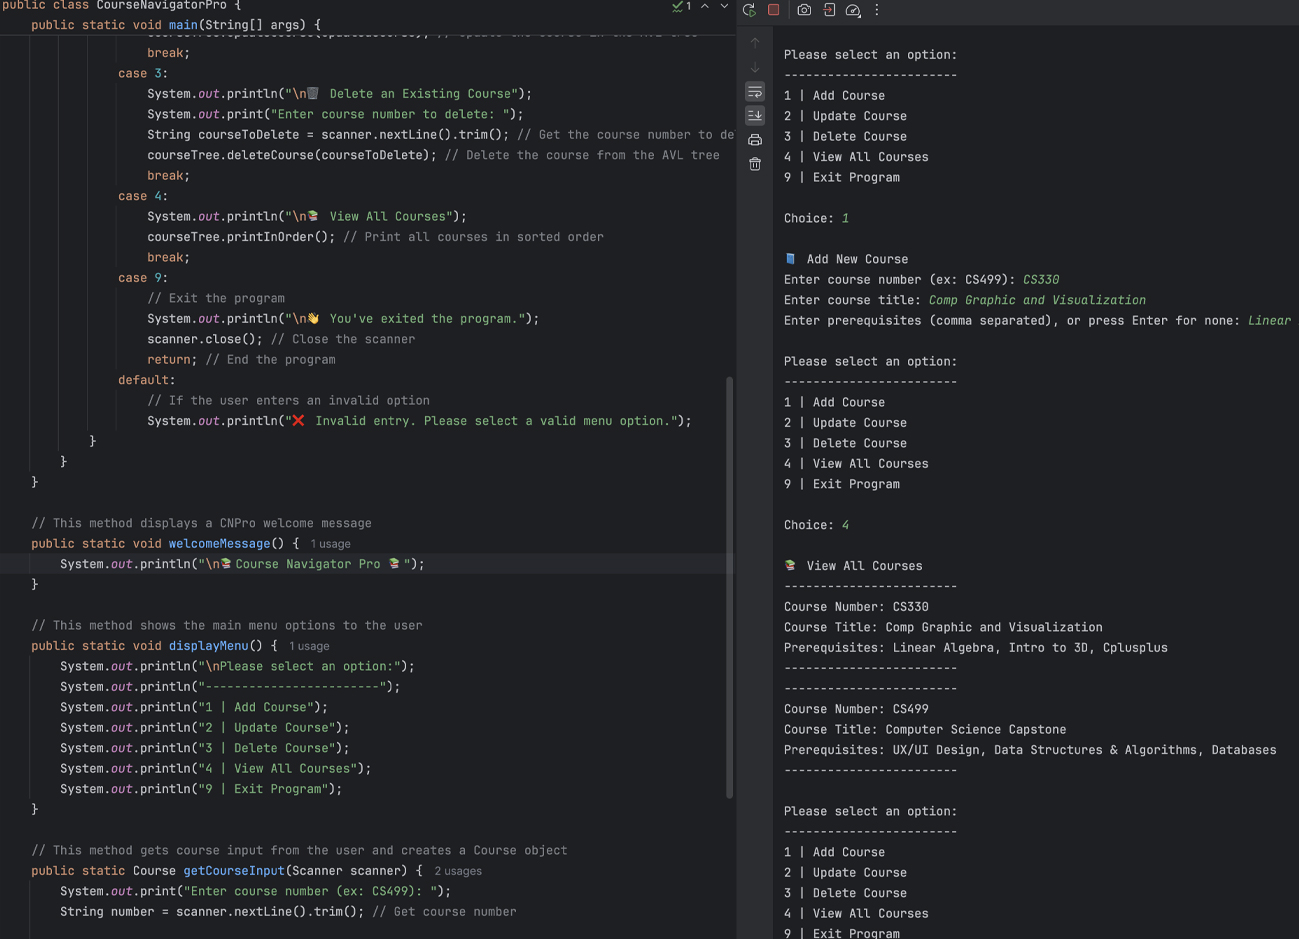 public class CourseNavigatorPro {
public static void main(String[] args) {
break;
case 3:
System.out.println("\n🗑️ Delete an Existing Course");
System.out.print("Enter course number to delete: ");
String courseToDelete = scanner.nextLine().trim(); // Get the course number to de
courseTree.deleteCourse(courseToDelete); // Delete the course from the AVL tree
break;
case 4:
System.out.println("\n📚 View All Courses");
courseTree.printInOrder(); // Print all courses in sorted order
break;
case 9:
// Exit the program
System.out.println("\n👋 You've exited the program.");
scanner.close(); // Close the scanner
return; // End the program
default:
// If the user enters an invalid option
System.out.println("❌ Invalid entry. Please select a valid menu option.");
}
}
}
// This method displays a CNPro welcome message
public static void welcomeMessage() { 1 usage
System.out.println("\n📚Course Navigator Pro 📚");
}
// This method shows the main menu options to the user
public static void displayMenu() { 1 usage
System.out.println("\nPlease select an option:");
System.out.println("------------------------");
System.out.println("1 | Add Course");
System.out.println("2 | Update Course");
System.out.println("3 | Delete Course");
System.out.println("4 | View All Courses");
System.out.println("9 | Exit Program");
}
// This method gets course input from the user and creates a Course object
public static Course getCourseInput(Scanner scanner) { 2 usages
System.out.print("Enter course number (ex: CS499): ");
String number = scanner.nextLine().trim(); // Get course number
1
Please select an option:
------------------------
1 | Add Course
2 | Update Course
3 | Delete Course
4 | View All Courses
9 | Exit Program
Choice: 1
📘 Add New Course
Enter course number (ex: CS499): CS330
Enter course title: Comp Graphic and Visualization
Enter prerequisites (comma separated), or press Enter for none: Linear
Please select an option:
------------------------
1 | Add Course
2 | Update Course
3 | Delete Course
4 | View All Courses
9 | Exit Program
Choice: 4
📚 View All Courses
------------------------
Course Number: CS330
Course Title: Comp Graphic and Visualization
Prerequisites: Linear Algebra, Intro to 3D, Cplusplus
------------------------
------------------------
Course Number: CS499
Course Title: Computer Science Capstone
Prerequisites: UX/UI Design, Data Structures & Algorithms, Databases
------------------------
Please select an option:
------------------------
1 | Add Course
2 | Update Course
3 | Delete Course
4 | View All Courses
9 | Exit Program